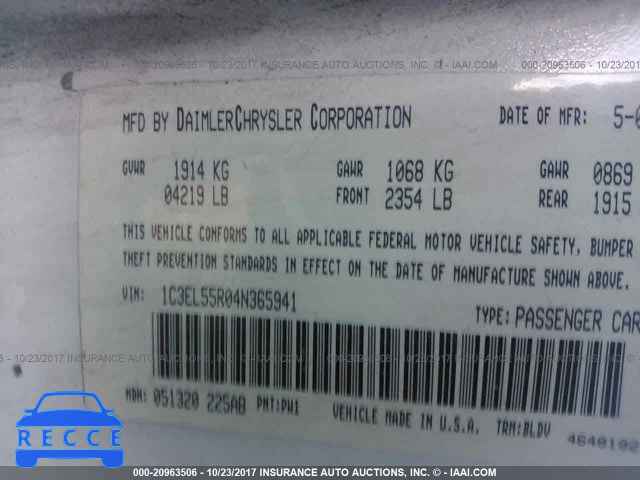 000-20963506 - 10/23/2017 INSURANCE AUTO AUCTIONS, INC. - © IAAI.COM
MFD BY DAIMLERCHRYSLER CORPORATION DATE OF MFR: 5-0
GVWR 1914 KG GAWR 1068 KG GAWR 0869
04219 LB FRONT 2354 LB REAR 1915
THIS VEHICLE CONFORMS TO ALL APPLICABLE FEDERAL MOTOR VEHICLE SAFETY, BUMPER
THEFT PREVENTION STANDARDS IN EFFECT ON THE DATE OF MANUFACTURE SHOWN ABOVE.
VIN: 1C3EL55R04N365941 TYPE: PASSENGER CAR
MDH: 051320 225AB PNT:PW1 VEHICLE MADE IN U.S.A. TRM:BLDV
4648102
RECCE
000-20963506 - 10/23/2017 INSURANCE AUTO AUCTIONS, INC. - © IAAI.COM